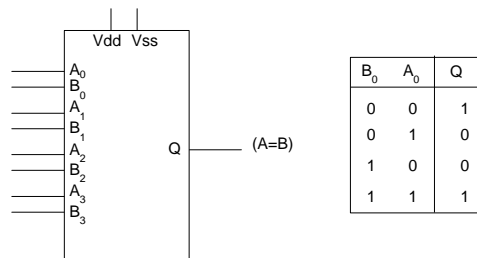 Vdd Vss
A0
B0
A1
B1
A2
B2
A3
B3
Q
(A=B)
B0 A0 Q
0 0 1
0 1 0
1 0 0
1 1 1